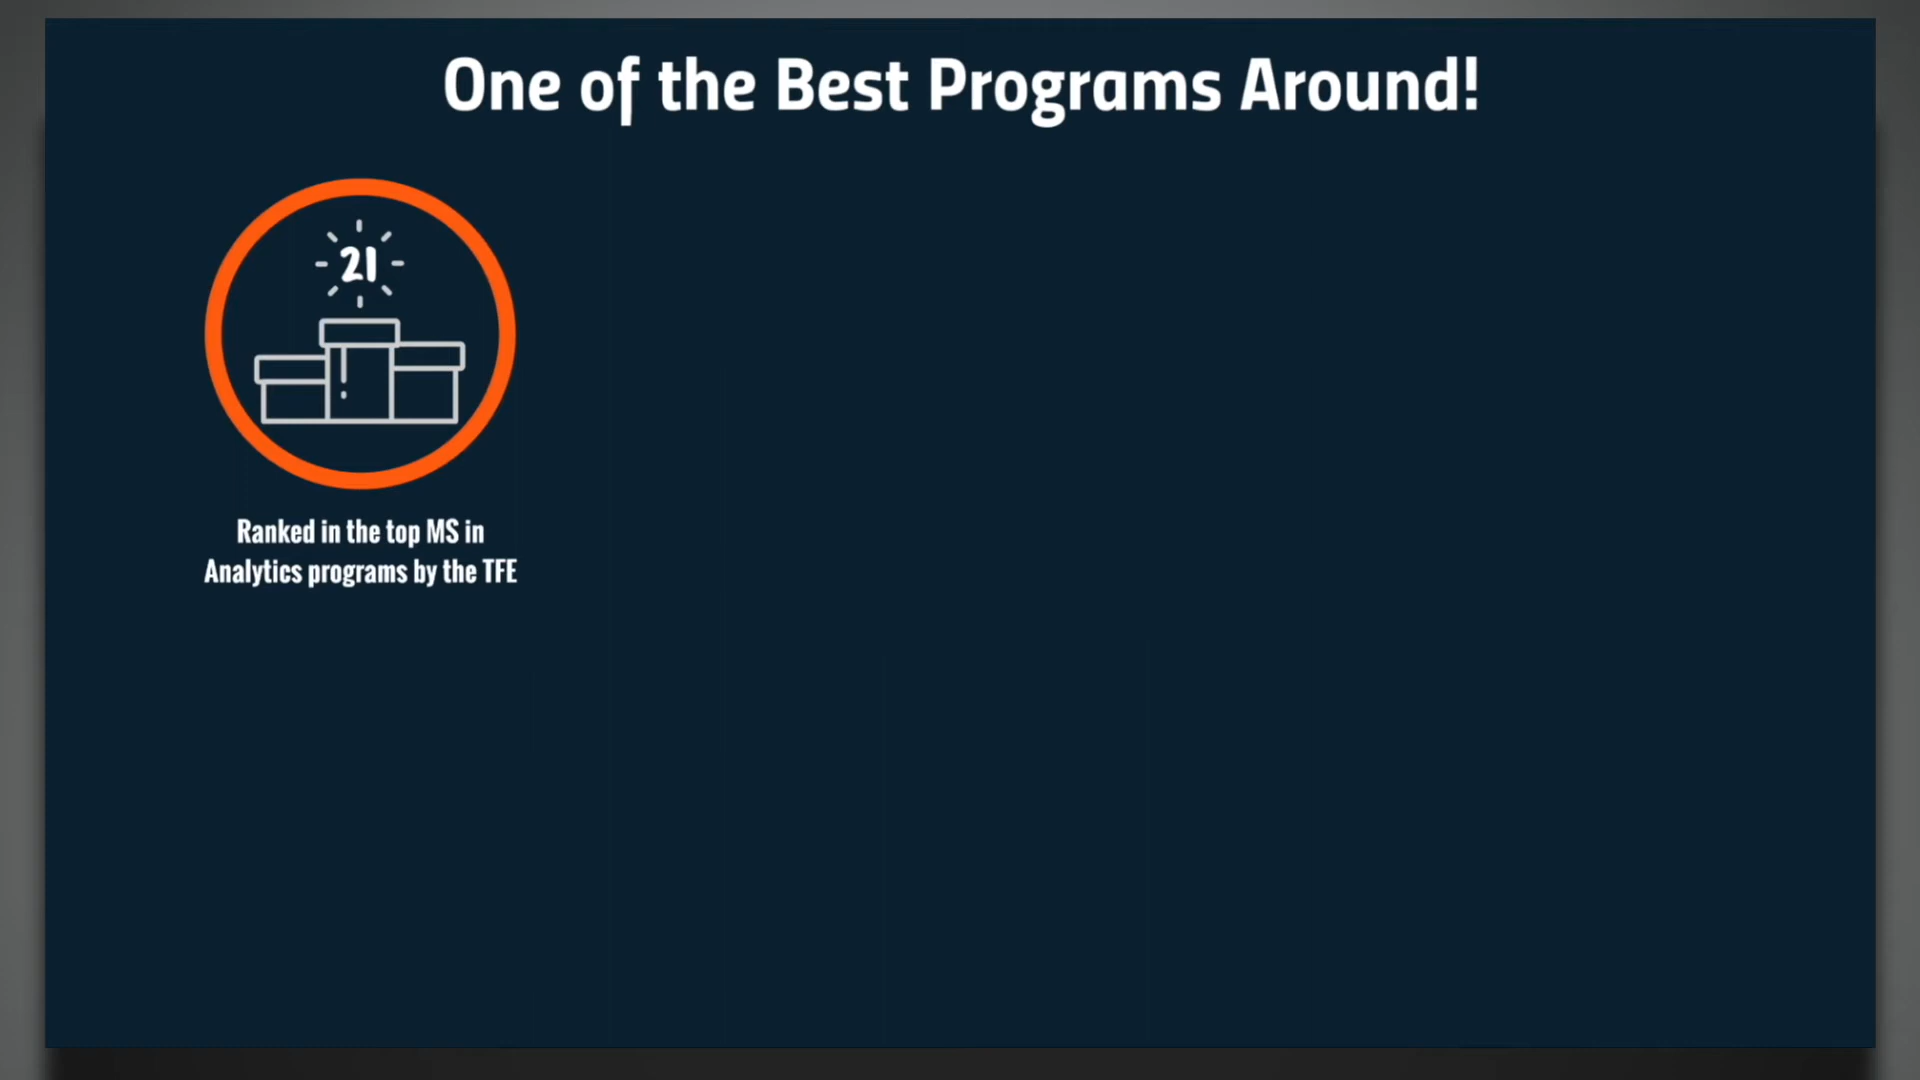 One of the Best Programs Around!
21
Ranked in the top MS in
Analytics programs by the TFE